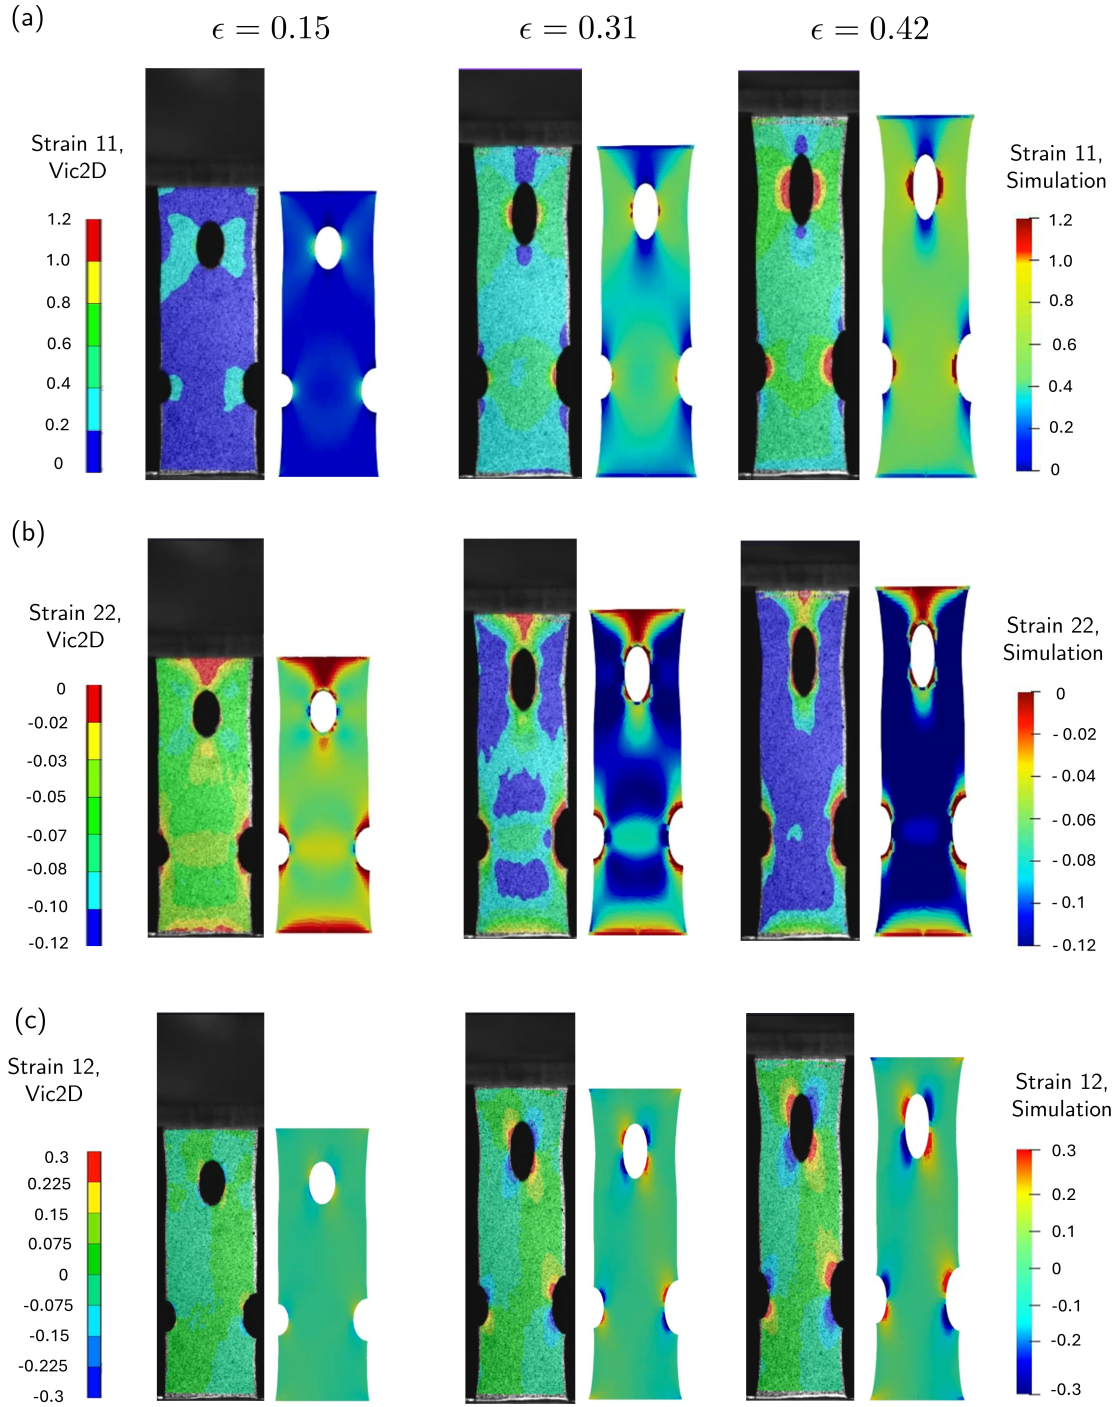 (a)
ϵ = 0.15
ϵ = 0.31
ϵ = 0.42
Strain 11,
Vic2D
1.2
1.0
0.8
0.6
0.4
0.2
0
Strain 11,
Simulation
1.2
1.0
0.8
0.6
0.4
0.2
0
(b)
Strain 22,
Vic2D
0
-0.02
-0.03
-0.05
-0.07
-0.08
-0.10
-0.12
Strain 22,
Simulation
0
- 0.02
- 0.04
- 0.06
- 0.08
- 0.1
- 0.12
(c)
Strain 12,
Vic2D
0.3
0.225
0.15
0.075
0
-0.075
-0.15
-0.225
-0.3
Strain 12,
Simulation
0.3
0.2
0.1
0
-0.1
-0.2
-0.3